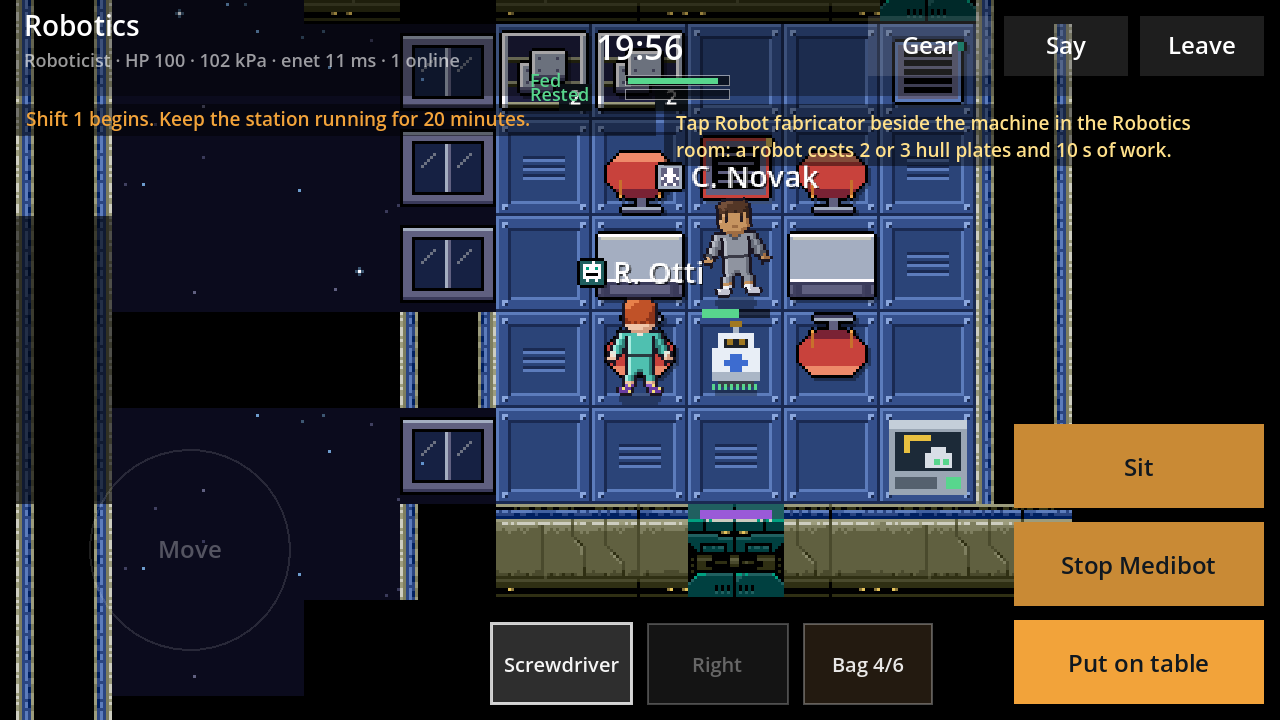 Robotics
Roboticist · HP 100 · 102 kPa · enet 11 ms · 1 online
19:56
Fed
Rested
2
2
Gear
Say
Leave
Shift 1 begins. Keep the station running for 20 minutes.
Tap Robot fabricator beside the machine in the Robotics
room: a robot costs 2 or 3 hull plates and 10 s of work.
C. Novak
R. Otti
Move
Sit
Stop Medibot
Put on table
Screwdriver
Right
Bag 4/6